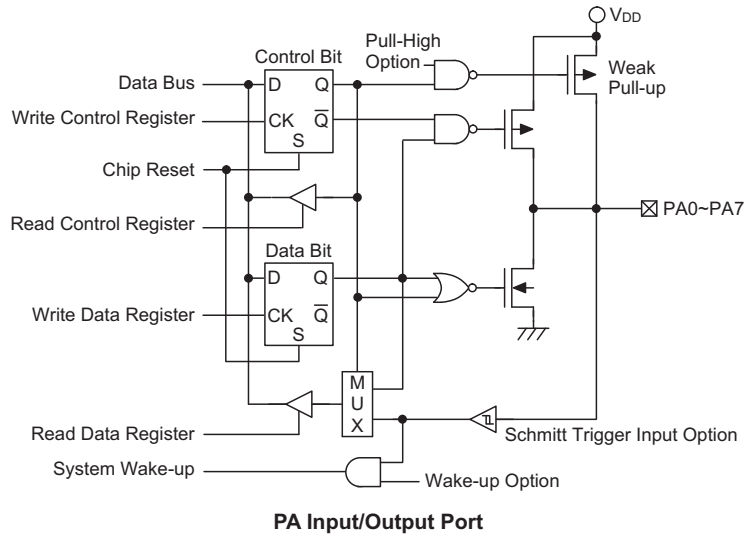 VDD
Control Bit
Pull-High
Option
Weak
Pull-up
Data Bus
D
Q
Write Control Register
CK
Q
S
Chip Reset
Read Control Register
PA0~PA7
Data Bit
D
Q
Write Data Register
CK
Q
S
M
U
X
Read Data Register
Schmitt Trigger Input Option
System Wake-up
Wake-up Option
PA Input/Output Port